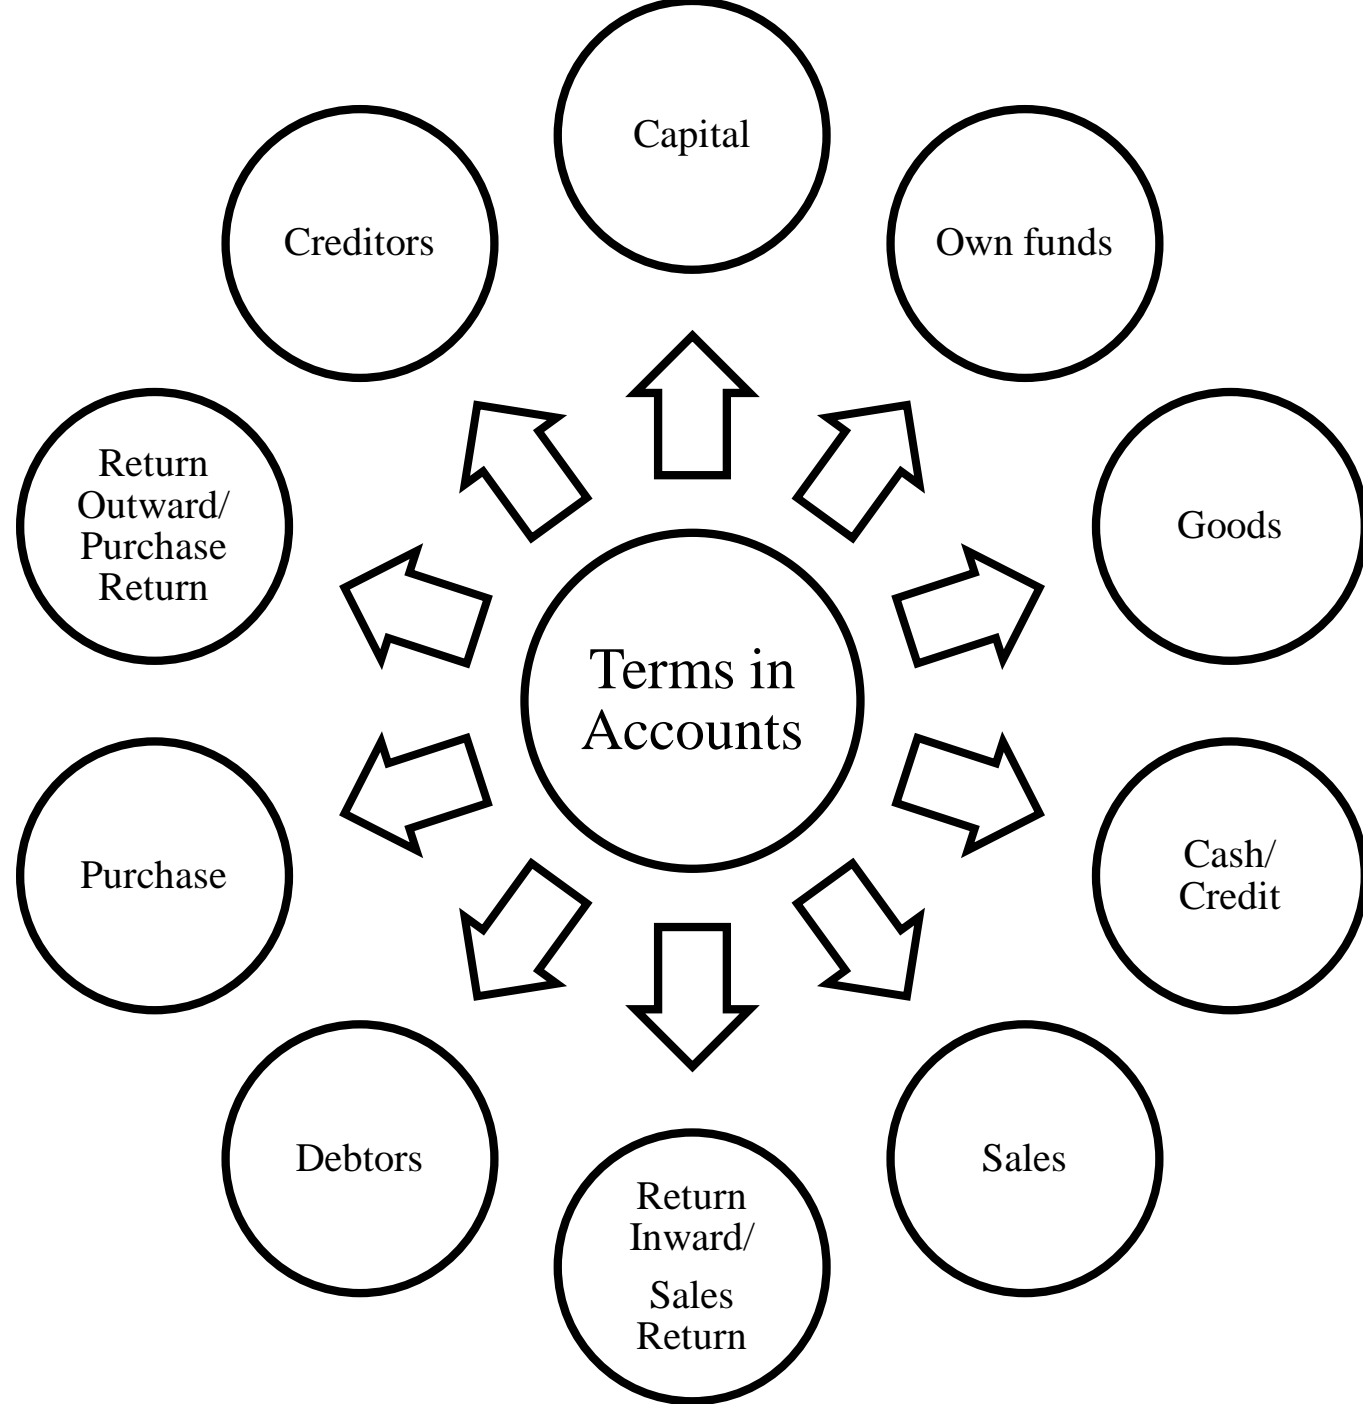 Capital
Creditors
Own funds
Return
Outward/
Purchase
Return
Goods
Terms in
Accounts
Purchase
Cash/
Credit
Debtors
Sales
Return
Inward/
Sales
Return